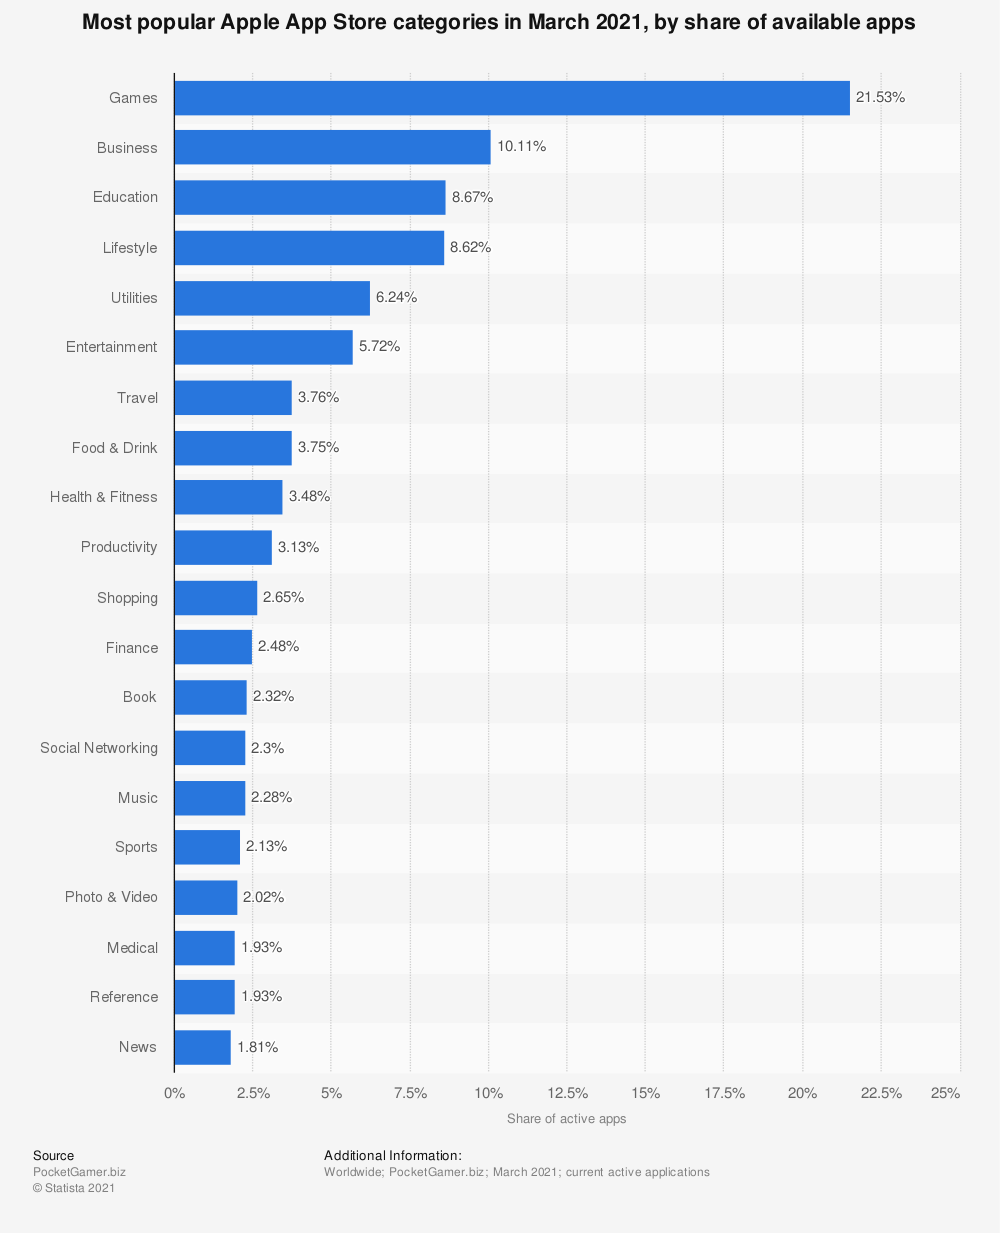 Most popular Apple App Store categories in March 2021, by share of available apps
Games 21.53%
Business 10.11%
Education 8.67%
Lifestyle 8.62%
Utilities 6.24%
Entertainment 5.72%
Travel 3.76%
Food & Drink 3.75%
Health & Fitness 3.48%
Productivity 3.13%
Shopping 2.65%
Finance 2.48%
Book 2.32%
Social Networking 2.3%
Music 2.28%
Sports 2.13%
Photo & Video 2.02%
Medical 1.93%
Reference 1.93%
News 1.81%
0% 2.5% 5% 7.5% 10% 12.5% 15% 17.5% 20% 22.5% 25%
Share of active apps
Source
PocketGamer.biz
© Statista 2021
Additional Information:
Worldwide; PocketGamer.biz; March 2021; current active applications